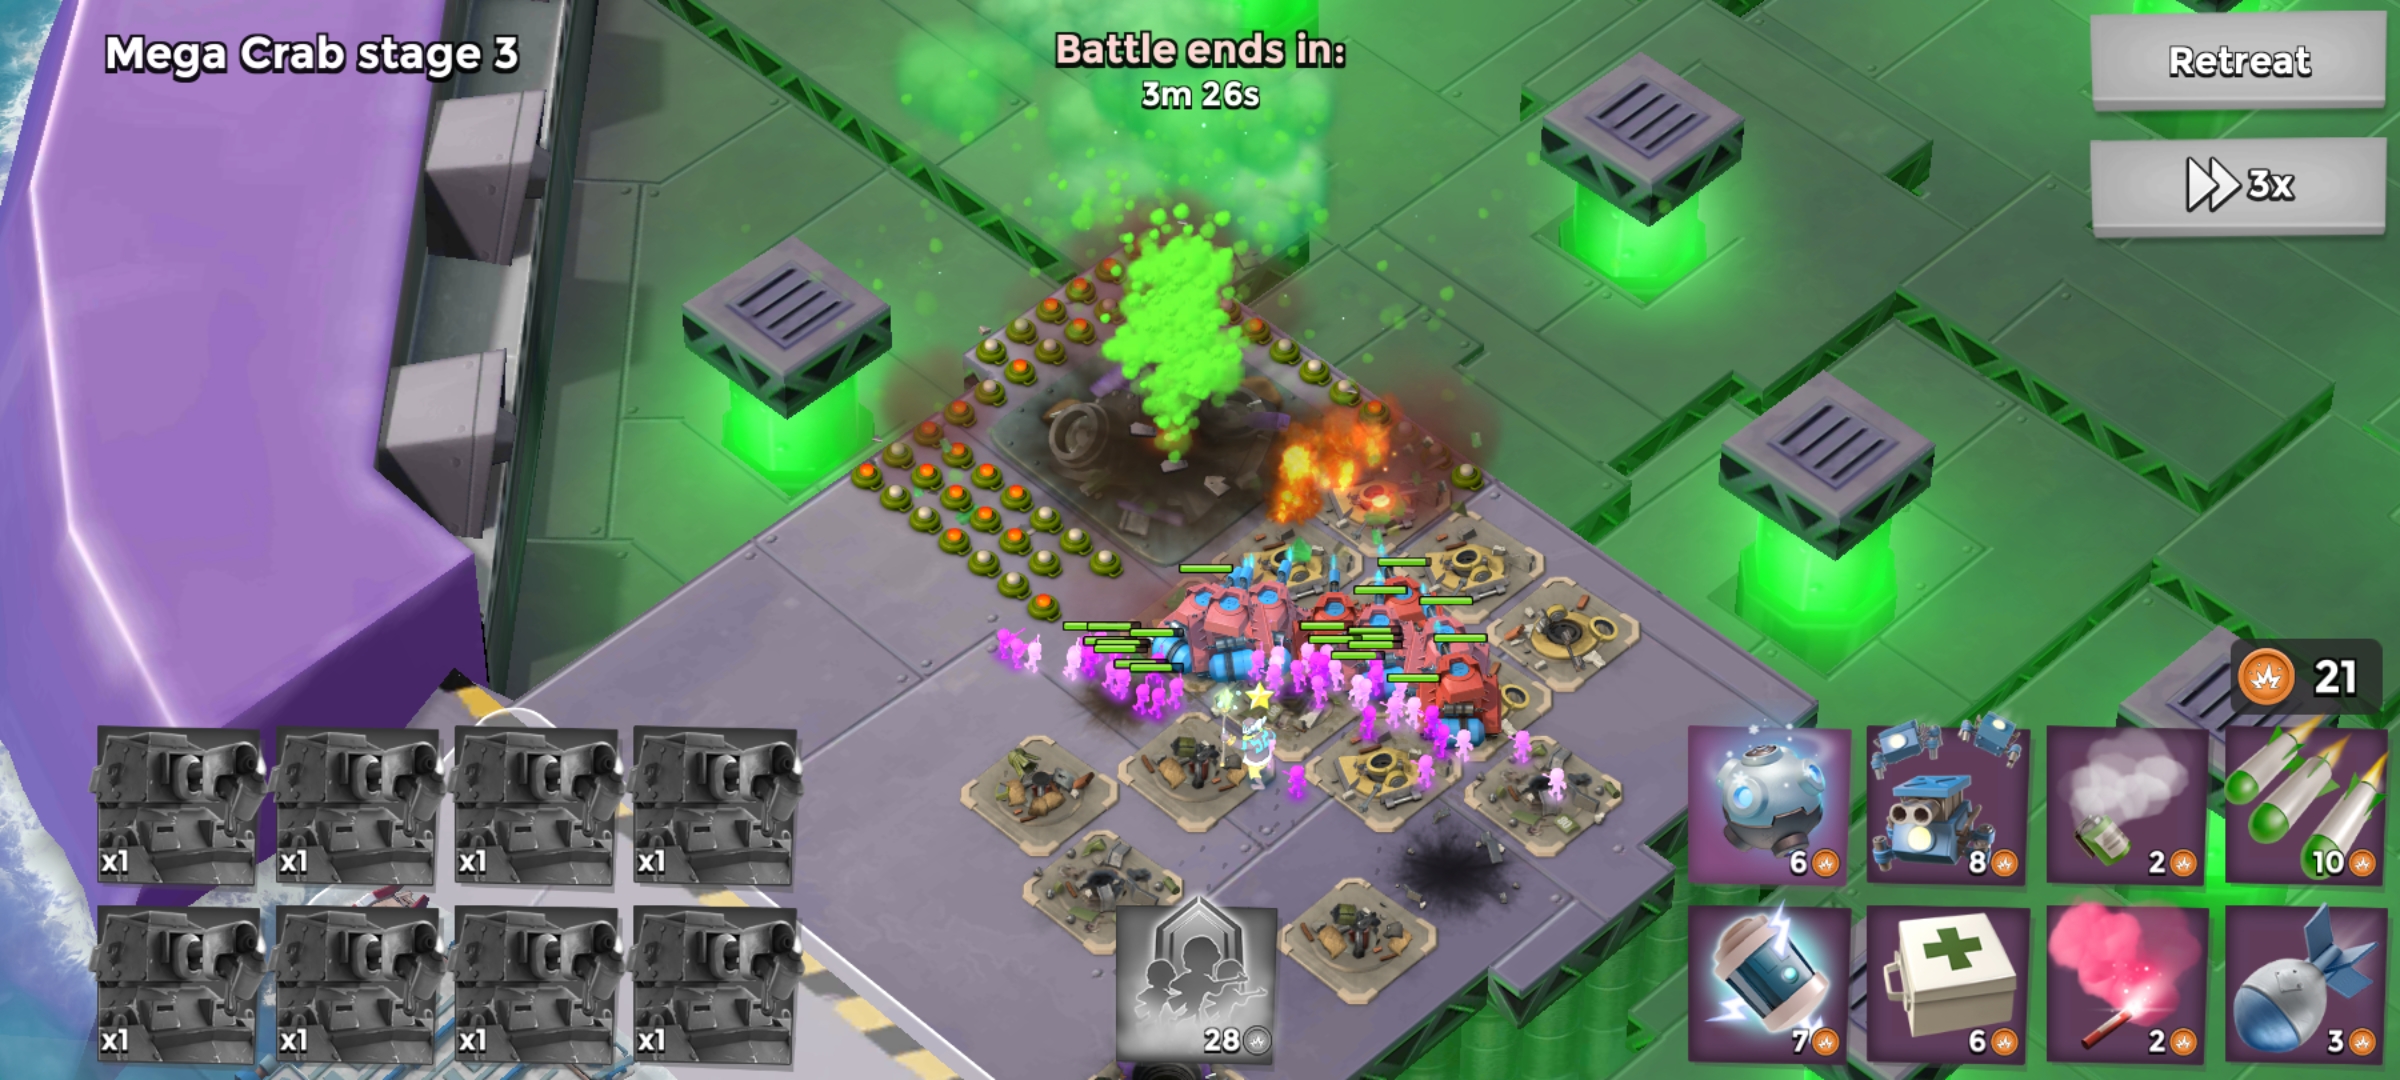 Mega Crab stage 3
Battle ends in:
3m 26s
Retreat
3x
21
x1
x1
x1
x1
6
8
2
10
x1
x1
x1
x1
28
7
6
2
3